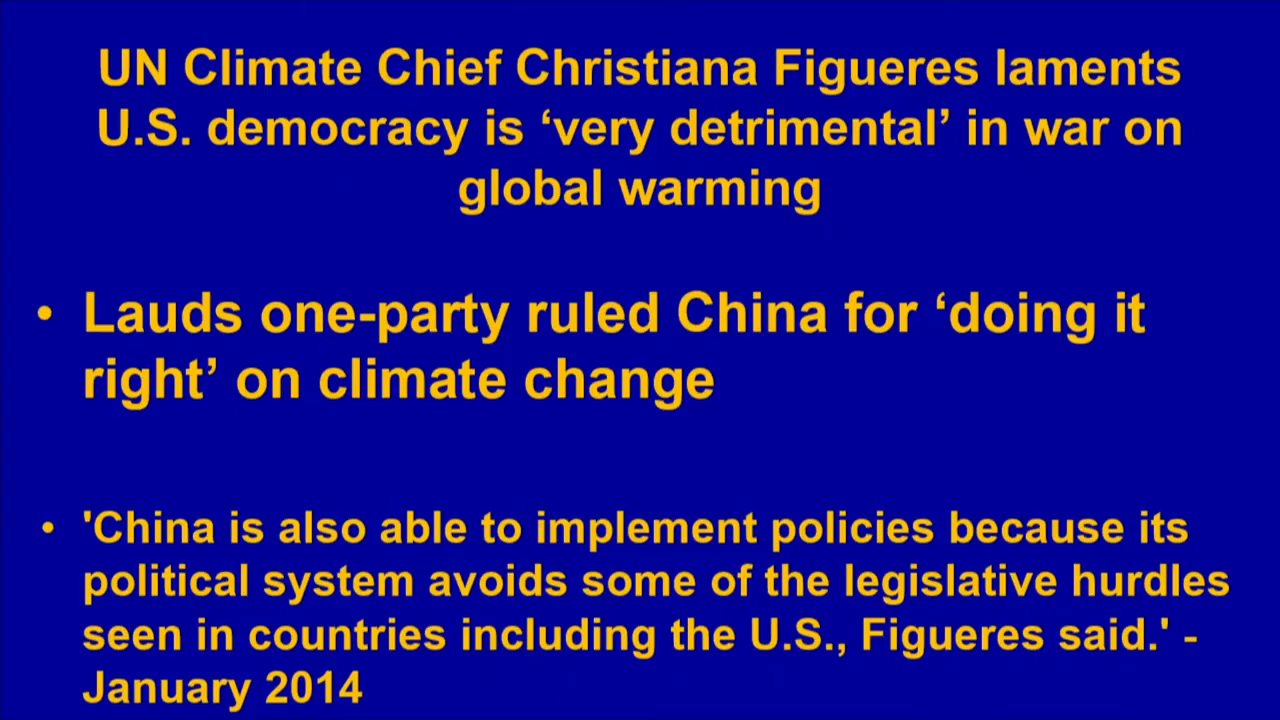 UN Climate Chief Christiana Figueres laments
U.S. democracy is ‘very detrimental’ in war on
global warming
• Lauds one-party ruled China for ‘doing it
right’ on climate change
• 'China is also able to implement policies because its
political system avoids some of the legislative hurdles
seen in countries including the U.S., Figueres said.' -
January 2014